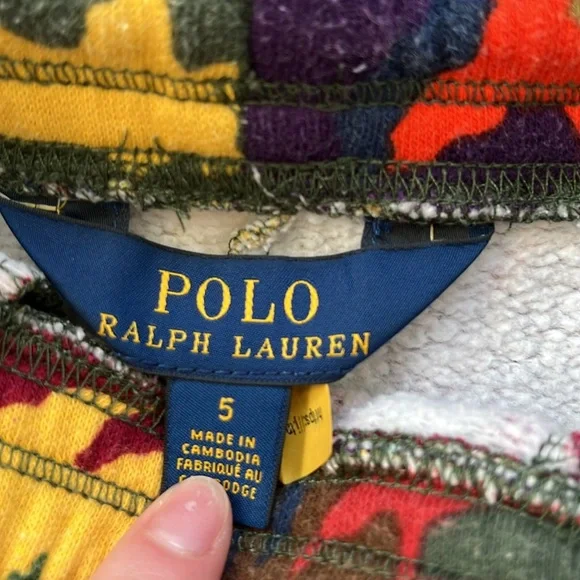 POLO
RALPH LAUREN
5
MADE IN
CAMBODIA
FABRIQUÉ AU